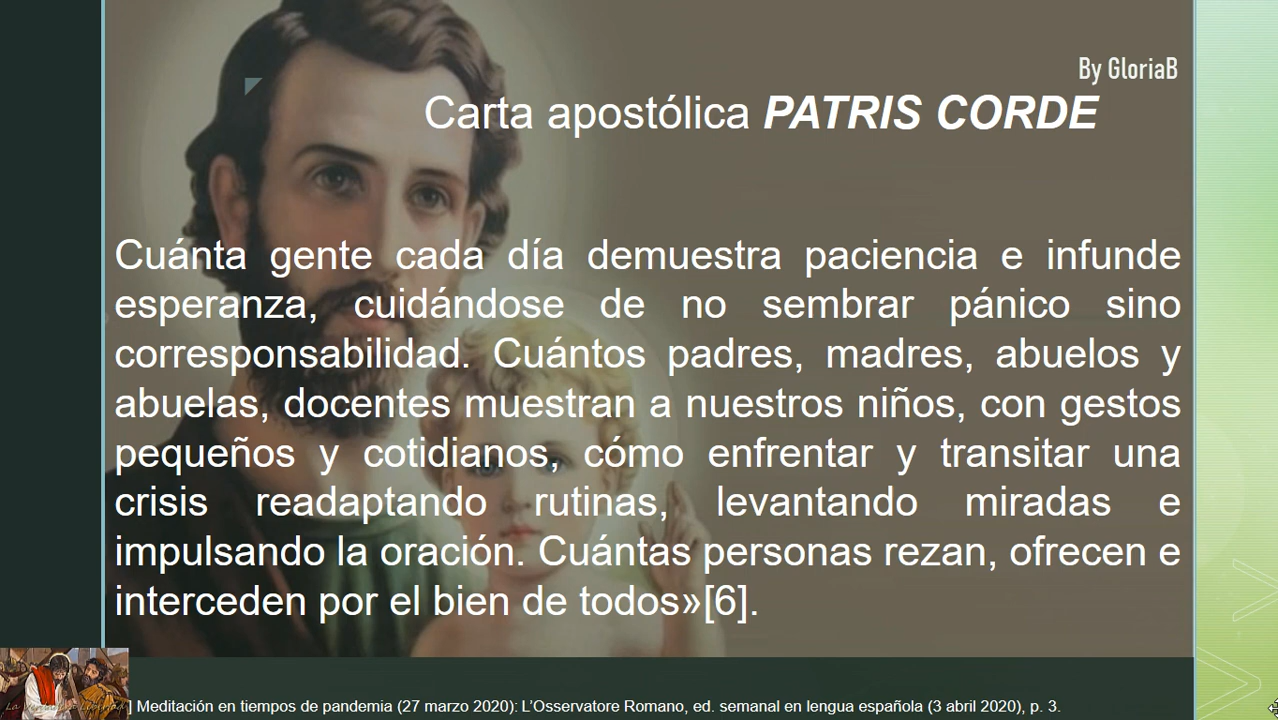 By GloriaB
Carta apostólica PATRIS CORDE
Cuánta gente cada día demuestra paciencia e infunde
esperanza, cuidándose de no sembrar pánico sino
corresponsabilidad. Cuántos padres, madres, abuelos y
abuelas, docentes muestran a nuestros niños, con gestos
pequeños y cotidianos, cómo enfrentar y transitar una
crisis readaptando rutinas, levantando miradas e
impulsando la oración. Cuántas personas rezan, ofrecen e
interceden por el bien de todos»[6].
] Meditación en tiempos de pandemia (27 marzo 2020): L’Osservatore Romano, ed. semanal en lengua española (3 abril 2020), p. 3.